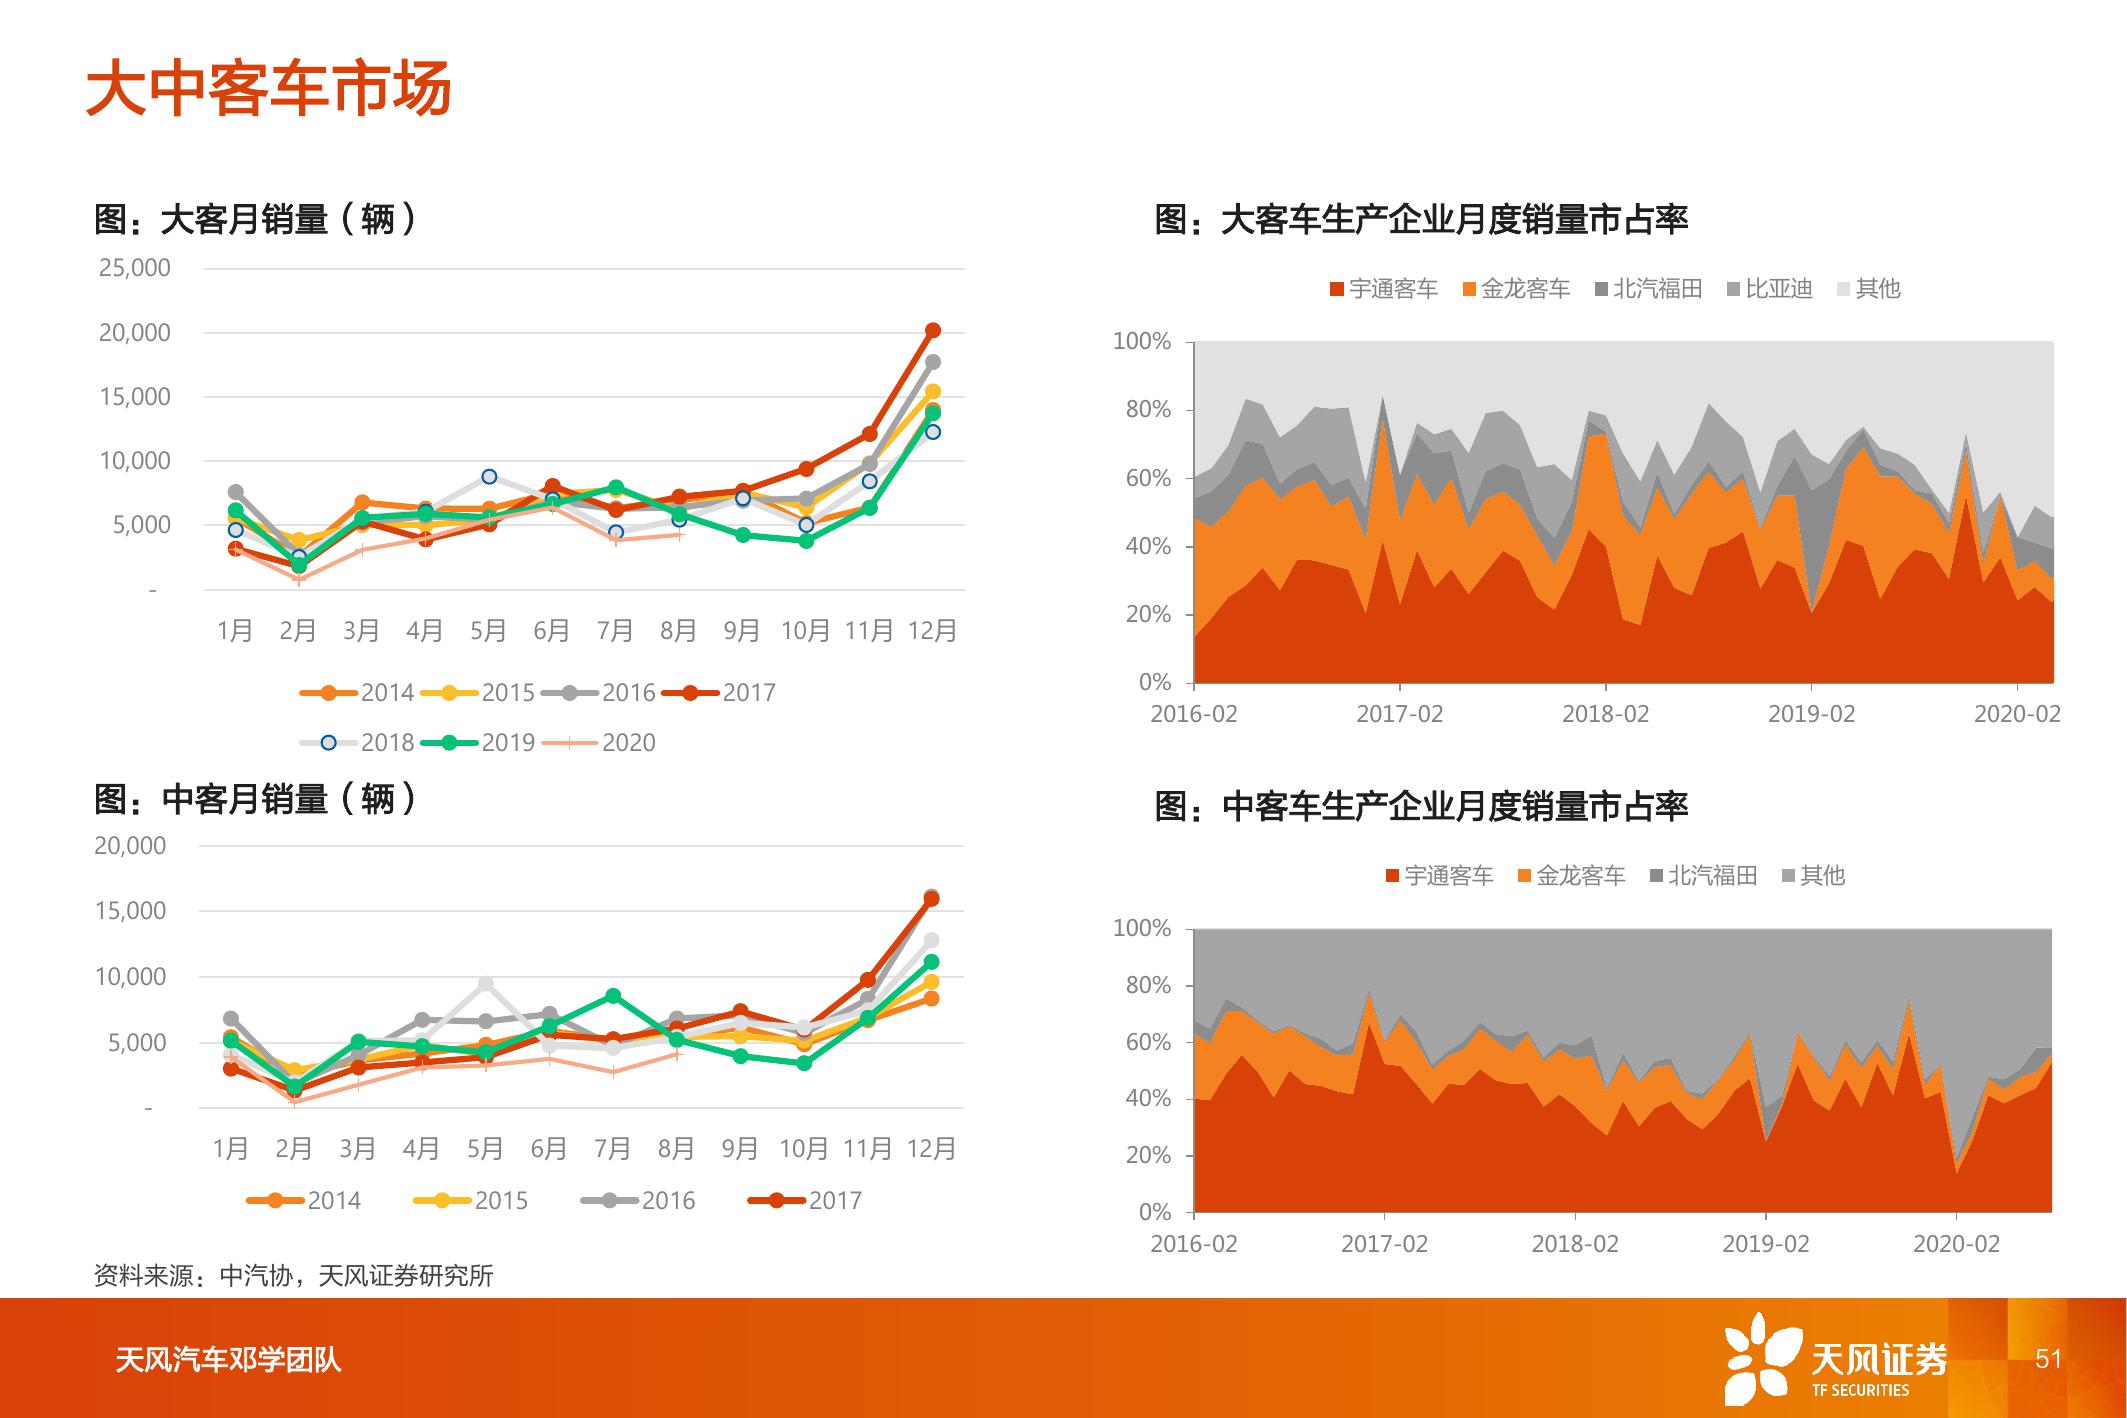 大中客车市场
图：大客月销量（辆）
25,000
20,000
15,000
10,000
5,000
-
1月 2月 3月 4月 5月 6月 7月 8月 9月 10月 11月 12月
2014 2015 2016 2017
2018 2019 2020
图：大客车生产企业月度销量市占率
宇通客车 金龙客车 北汽福田 比亚迪 其他
100%
80%
60%
40%
20%
0%
2016-02 2017-02 2018-02 2019-02 2020-02
图：中客月销量（辆）
20,000
15,000
10,000
5,000
-
1月 2月 3月 4月 5月 6月 7月 8月 9月 10月 11月 12月
2014 2015 2016 2017
图：中客车生产企业月度销量市占率
宇通客车 金龙客车 北汽福田 其他
100%
80%
60%
40%
20%
0%
2016-02 2017-02 2018-02 2019-02 2020-02
资料来源：中汽协，天风证券研究所
天风汽车邓学团队
天风证券
TF SECURITIES
51